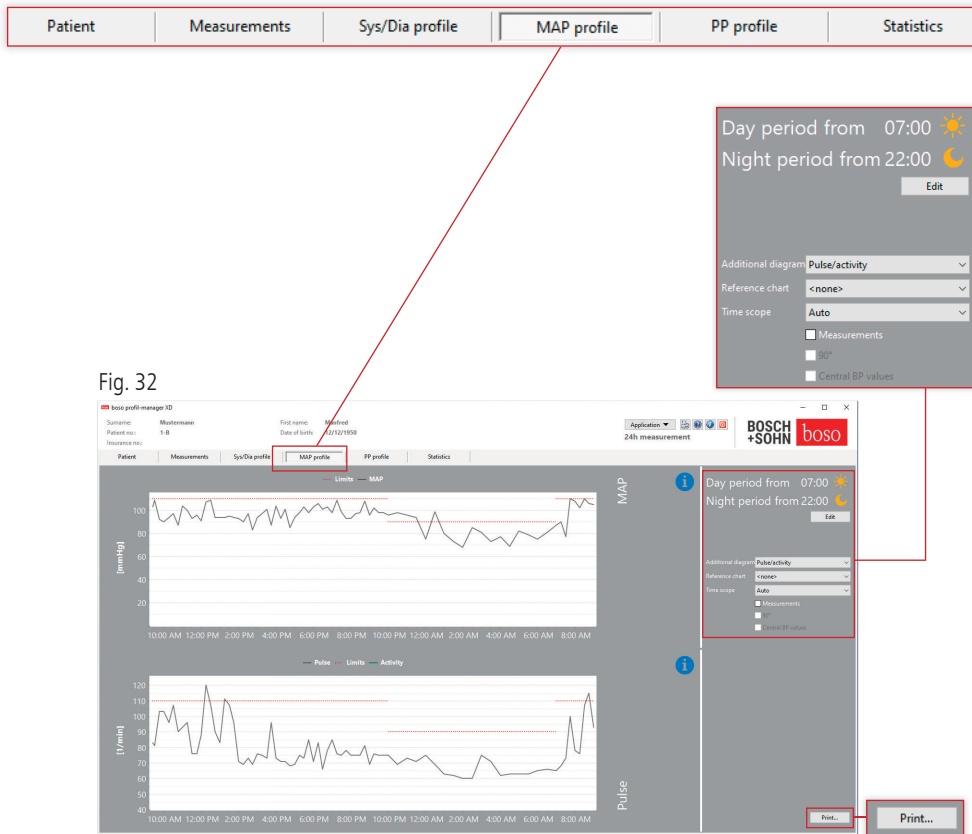 Patient Measurements Sys/Dia profile MAP profile PP profile Statistics
Day period from 07:00
Night period from 22:00
Edit
Additional diagram Pulse/activity
Reference chart <none>
Time scope Auto
Measurements
90°
Central BP values
Fig. 32
boso profil-manager XD
Surname: Mustermann First name: Manfred
Patient no.: 1-B Date of birth: 12/12/1950
Insurance no.:
Application
24h measurement
BOSCH
+SOHN boso
Patient Measurements Sys/Dia profile MAP profile PP profile Statistics
Limits MAP
MAP
[mmHg]
100
80
60
40
20
10:00 AM 12:00 PM 2:00 PM 4:00 PM 6:00 PM 8:00 PM 10:00 PM 12:00 AM 2:00 AM 4:00 AM 6:00 AM 8:00 AM
Day period from 07:00
Night period from 22:00
Edit
Additional diagram Pulse/activity
Reference chart <none>
Time scope Auto
Measurements
90°
Central BP values
Pulse Limits Activity
Pulse
[1/min]
120
110
100
90
80
70
60
50
40
10:00 AM 12:00 PM 2:00 PM 4:00 PM 6:00 PM 8:00 PM 10:00 PM 12:00 AM 2:00 AM 4:00 AM 6:00 AM 8:00 AM
Print...
Print...